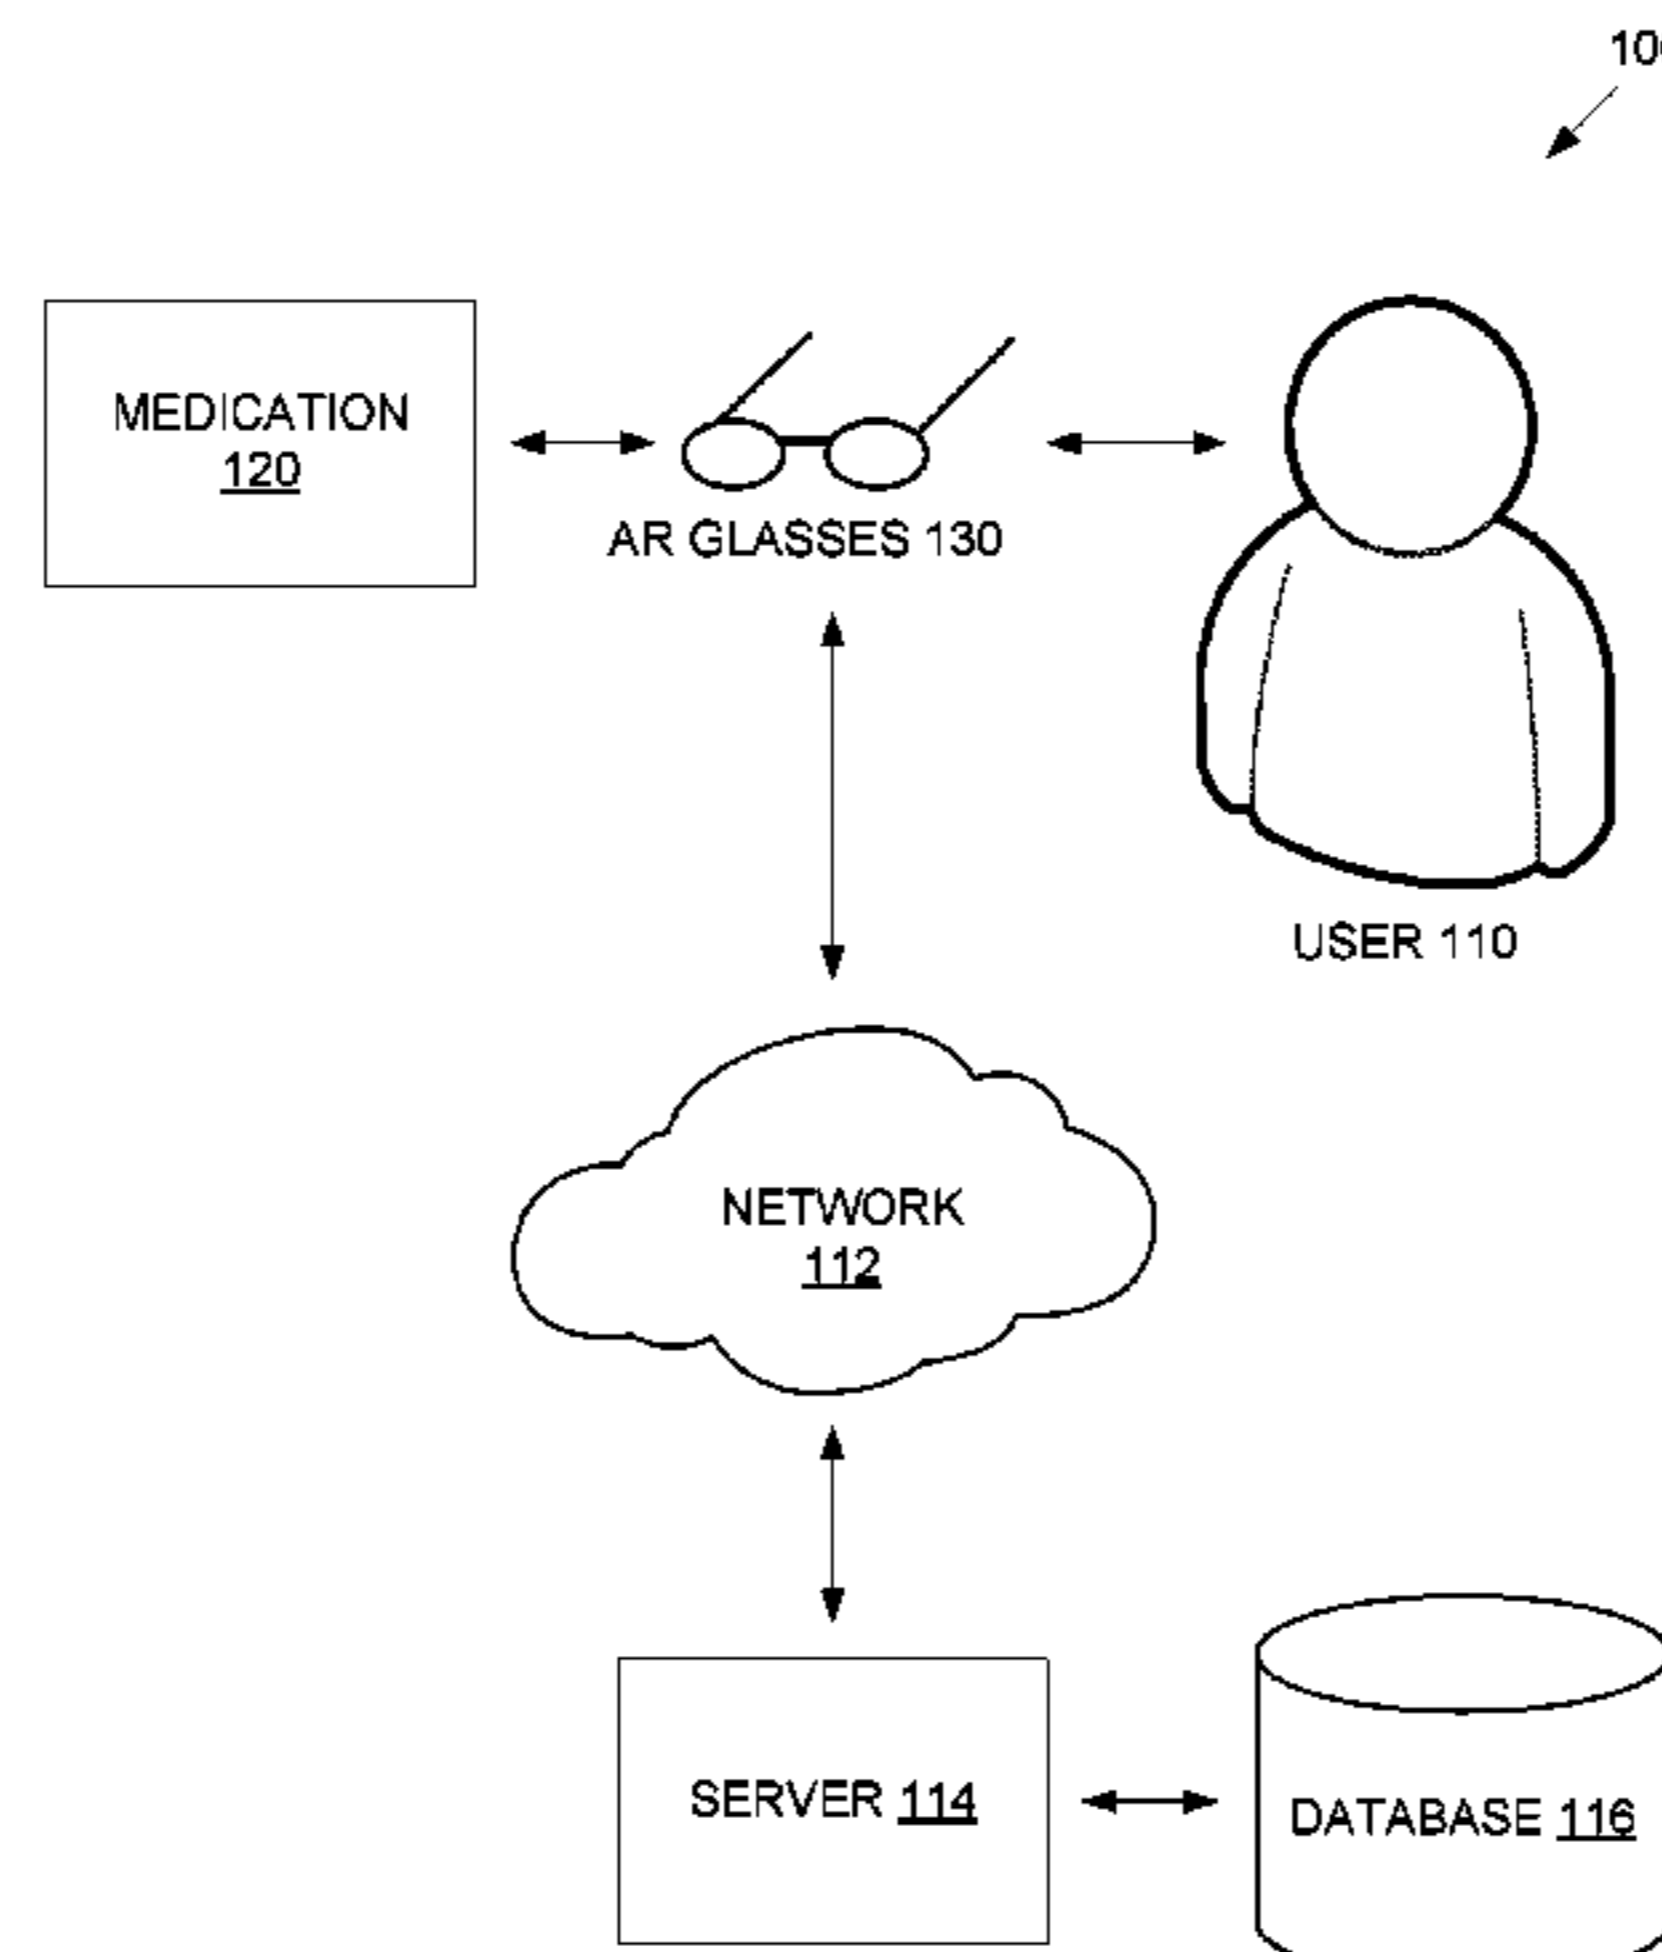 MEDICATION
120
AR GLASSES 130
USER 110
NETWORK
112
SERVER 114
DATABASE 116